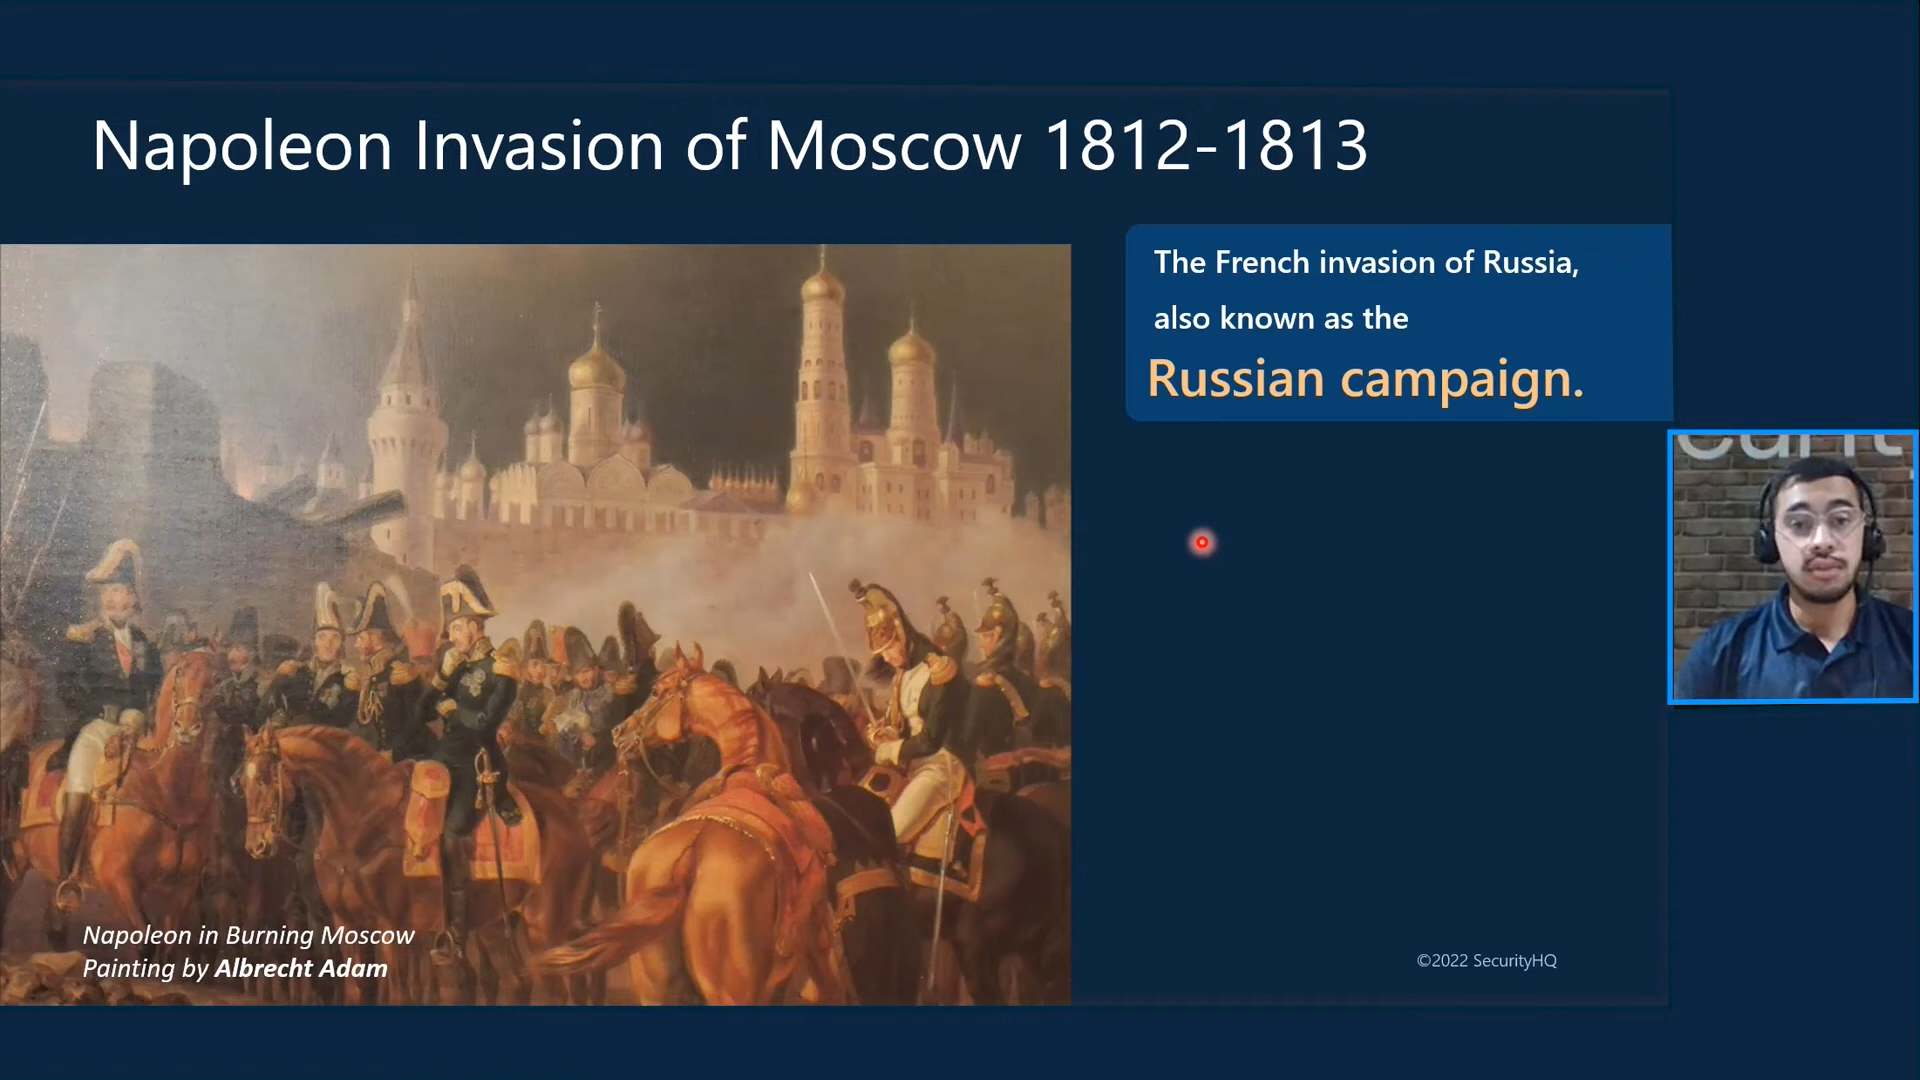 Napoleon Invasion of Moscow 1812-1813
The French invasion of Russia,
also known as the
Russian campaign.
Napoleon in Burning Moscow
Painting by Albrecht Adam
©2022 SecurityHQ